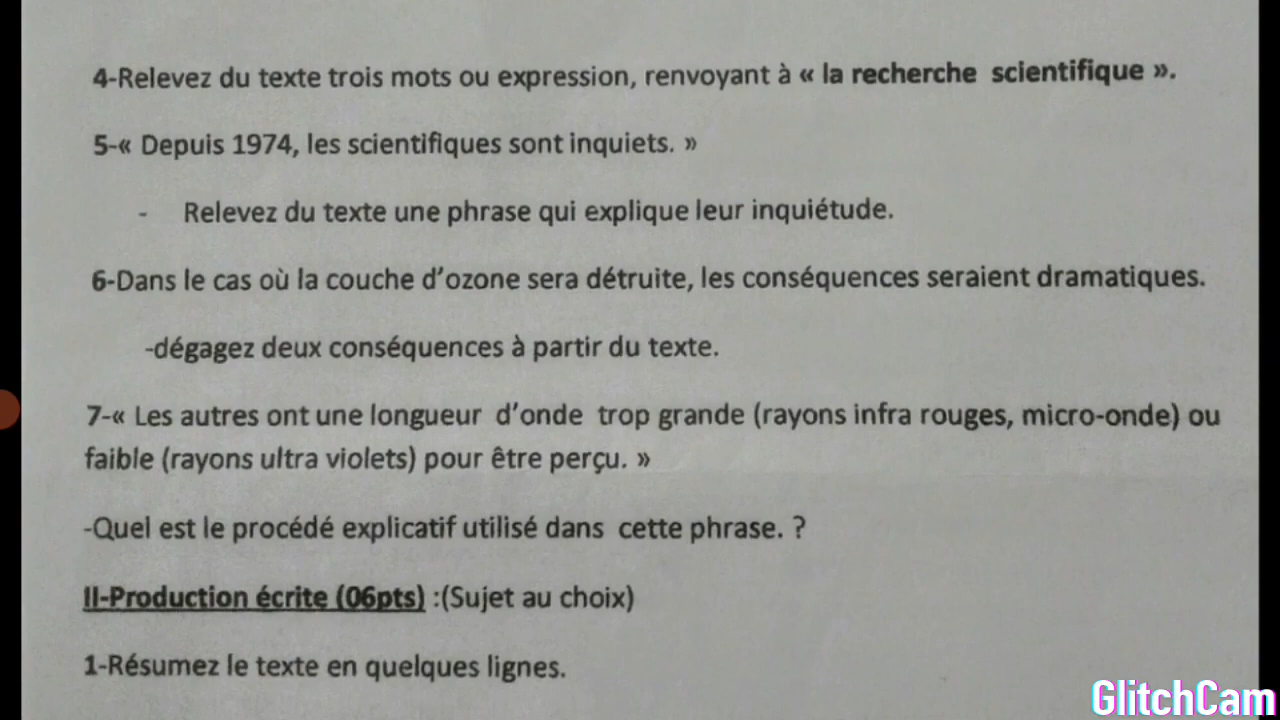 4-Relevez du texte trois mots ou expression, renvoyant à « la recherche scientifique ».
5-« Depuis 1974, les scientifiques sont inquiets. »
- Relevez du texte une phrase qui explique leur inquiétude.
6-Dans le cas où la couche d’ozone sera détruite, les conséquences seraient dramatiques.
-dégagez deux conséquences à partir du texte.
7-« Les autres ont une longueur d’onde trop grande (rayons infra rouges, micro-onde) ou
faible (rayons ultra violets) pour être perçu. »
-Quel est le procédé explicatif utilisé dans cette phrase. ?
II-Production écrite (06pts) :(Sujet au choix)
1-Résumez le texte en quelques lignes.
GlitchCam